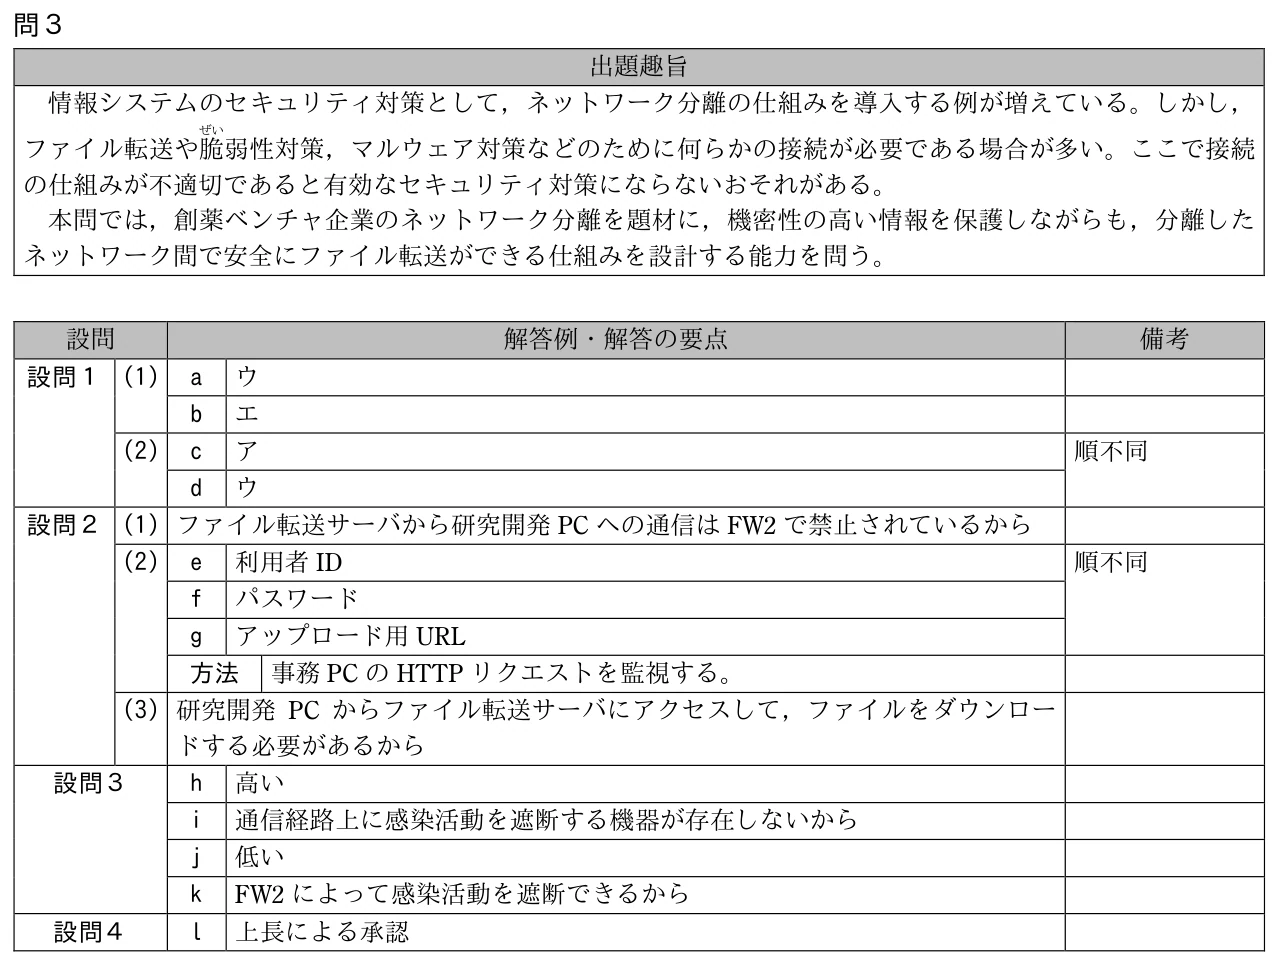 問３
出題趣旨
情報システムのセキュリティ対策として，ネットワーク分離の仕組みを導入する例が増えている。しかし，
ファイル転送や脆弱性対策，マルウェア対策などのために何らかの接続が必要である場合が多い。ここで接続
ぜい
の仕組みが不適切であると有効なセキュリティ対策にならないおそれがある。
本問では，創薬ベンチャ企業のネットワーク分離を題材に，機密性の高い情報を保護しながらも，分離した
ネットワーク間で安全にファイル転送ができる仕組みを設計する能力を問う。
設問 解答例・解答の要点 備考
設問１ (1) a ウ
b エ
(2) c ア 順不同
d ウ
設問２ (1) ファイル転送サーバから研究開発 PC への通信は FW2 で禁止されているから
(2) e 利用者 ID 順不同
f パスワード
g アップロード用 URL
方法 事務 PC の HTTP リクエストを監視する。
(3) 研究開発 PC からファイル転送サーバにアクセスして，ファイルをダウンロー
ドする必要があるから
設問３ h 高い
i 通信経路上に感染活動を遮断する機器が存在しないから
j 低い
k FW2 によって感染活動を遮断できるから
設問４ l 上長による承認